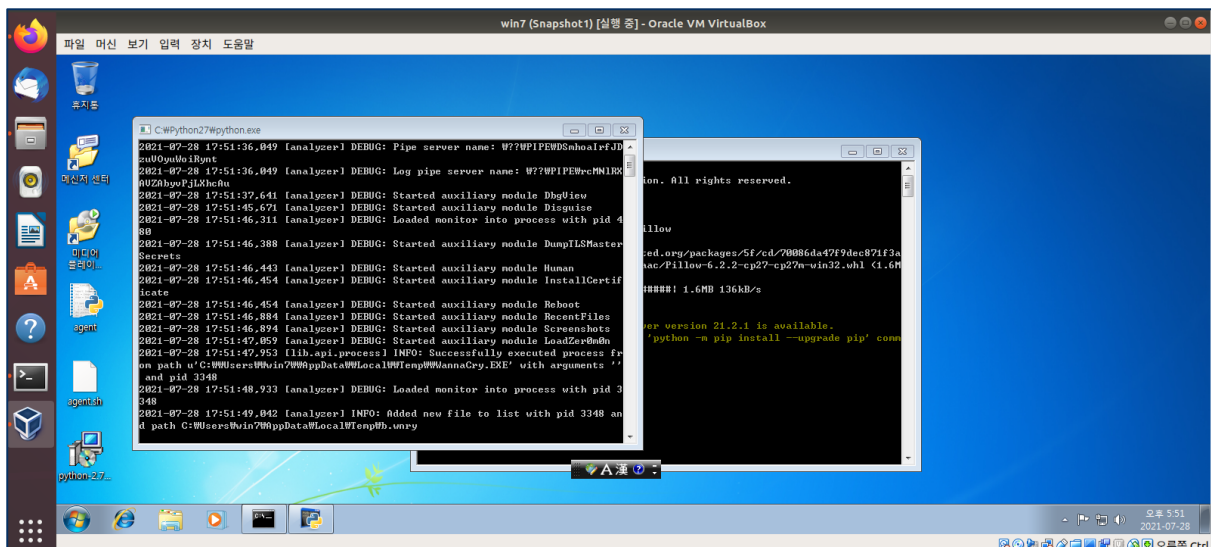 win7 (Snapshot1) [실행 중] - Oracle VM VirtualBox
파일 머신 보기 입력 장치 도움말
휴지통
메신저 센터
미디어
플레이...
agent
agent.sh
python-2.7...
C:₩Python27₩python.exe
2021-07-28 17:51:36,049 [analyzer] DEBUG: Pipe server name: ₩??₩PIPE₩DSmhoaIrfJD
zuUOyuWoiRynt
2021-07-28 17:51:36,049 [analyzer] DEBUG: Log pipe server name: ₩??₩PIPE₩rcMNlRX
AVZAbyvPjLXhcAu
2021-07-28 17:51:37,641 [analyzer] DEBUG: Started auxiliary module DbgView
2021-07-28 17:51:45,671 [analyzer] DEBUG: Started auxiliary module Disguise
2021-07-28 17:51:46,311 [analyzer] DEBUG: Loaded monitor into process with pid 4
80
2021-07-28 17:51:46,388 [analyzer] DEBUG: Started auxiliary module DumpTLSMaster
Secrets
2021-07-28 17:51:46,443 [analyzer] DEBUG: Started auxiliary module Human
2021-07-28 17:51:46,454 [analyzer] DEBUG: Started auxiliary module InstallCertif
icate
2021-07-28 17:51:46,454 [analyzer] DEBUG: Started auxiliary module Reboot
2021-07-28 17:51:46,884 [analyzer] DEBUG: Started auxiliary module RecentFiles
2021-07-28 17:51:46,894 [analyzer] DEBUG: Started auxiliary module Screenshots
2021-07-28 17:51:47,059 [analyzer] DEBUG: Started auxiliary module LoadZer0m0n
2021-07-28 17:51:47,953 [lib.api.process] INFO: Successfully executed process fr
om path u'C:₩₩Users₩₩win7₩₩AppData₩₩Local₩₩Temp₩₩WannaCry.EXE' with arguments ''
and pid 3348
2021-07-28 17:51:48,933 [analyzer] DEBUG: Loaded monitor into process with pid 3
348
2021-07-28 17:51:49,042 [analyzer] INFO: Added new file to list with pid 3348 an
d path C:₩Users₩win7₩AppData₩Local₩Temp₩b.wnry
ion. All rights reserved.
illow
ted.org/packages/5f/cd/70086da47f9dec871f3a
aac/Pillow-6.2.2-cp27-cp27m-win32.whl (1.6M
#####| 1.6MB 136kB/s
ver version 21.2.1 is available.
'python -m pip install --upgrade pip' comm
A 漢
오후 5:51
2021-07-28
오른쪽 Ctrl